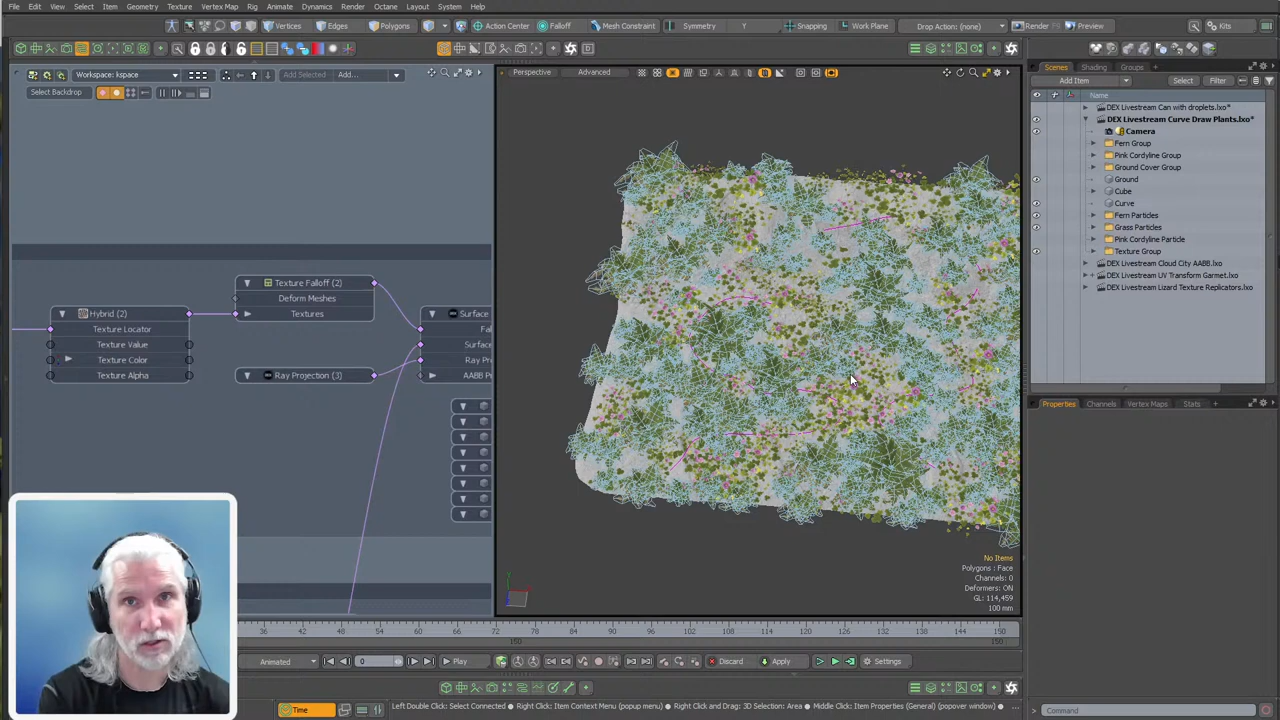 File Edit View Select Item Geometry Texture Vertex Map Rig Animate Dynamics Render Octane Layout System Help
Vertices Edges Polygons Action Center Falloff Mesh Constraint Symmetry Y Snapping Work Plane Drop Action: (none) Render Preview Kits
Workspace: kspace Add Selected Add...
Select Backdrop
Perspective Advanced
Scenes Shading Groups
Add Item Select Filter
Name
DEX Livestream Can with droplets.lxo*
DEX Livestream Curve Draw Plants.lxo*
Camera
Fern Group
Pink Cordyline Group
Ground Cover Group
Ground
Cube
Curve
Fern Particles
Grass Particles
Pink Cordyline Particle
Texture Group
DEX Livestream Cloud City AABB.lxo
DEX Livestream UV Transform Garmet.lxo
DEX Livestream Lizard Texture Replicators.lxo
Texture Falloff (2)
Deform Meshes
Textures
Hybrid (2)
Texture Locator
Texture Value
Texture Color
Texture Alpha
Ray Projection (3)
Surface
Fal
Surface
Ray Pro
AABB P
Properties Channels Vertex Maps Stats
No Items
Polygons : Face
Channels: 0
Deformers: ON
GL: 114,459
100 mm
36 42 48 54 60 66 72 78 84 90 96 102 108 114 120 126 132 138 144 150
150 150
Animated 0 Play Discard Apply Settings
Time
Left Double Click: Select Connected Right Click: Item Context Menu (popup menu) Right Click and Drag: 3D Selection: Area Middle Click: Item Properties (General) (popover window)
Command